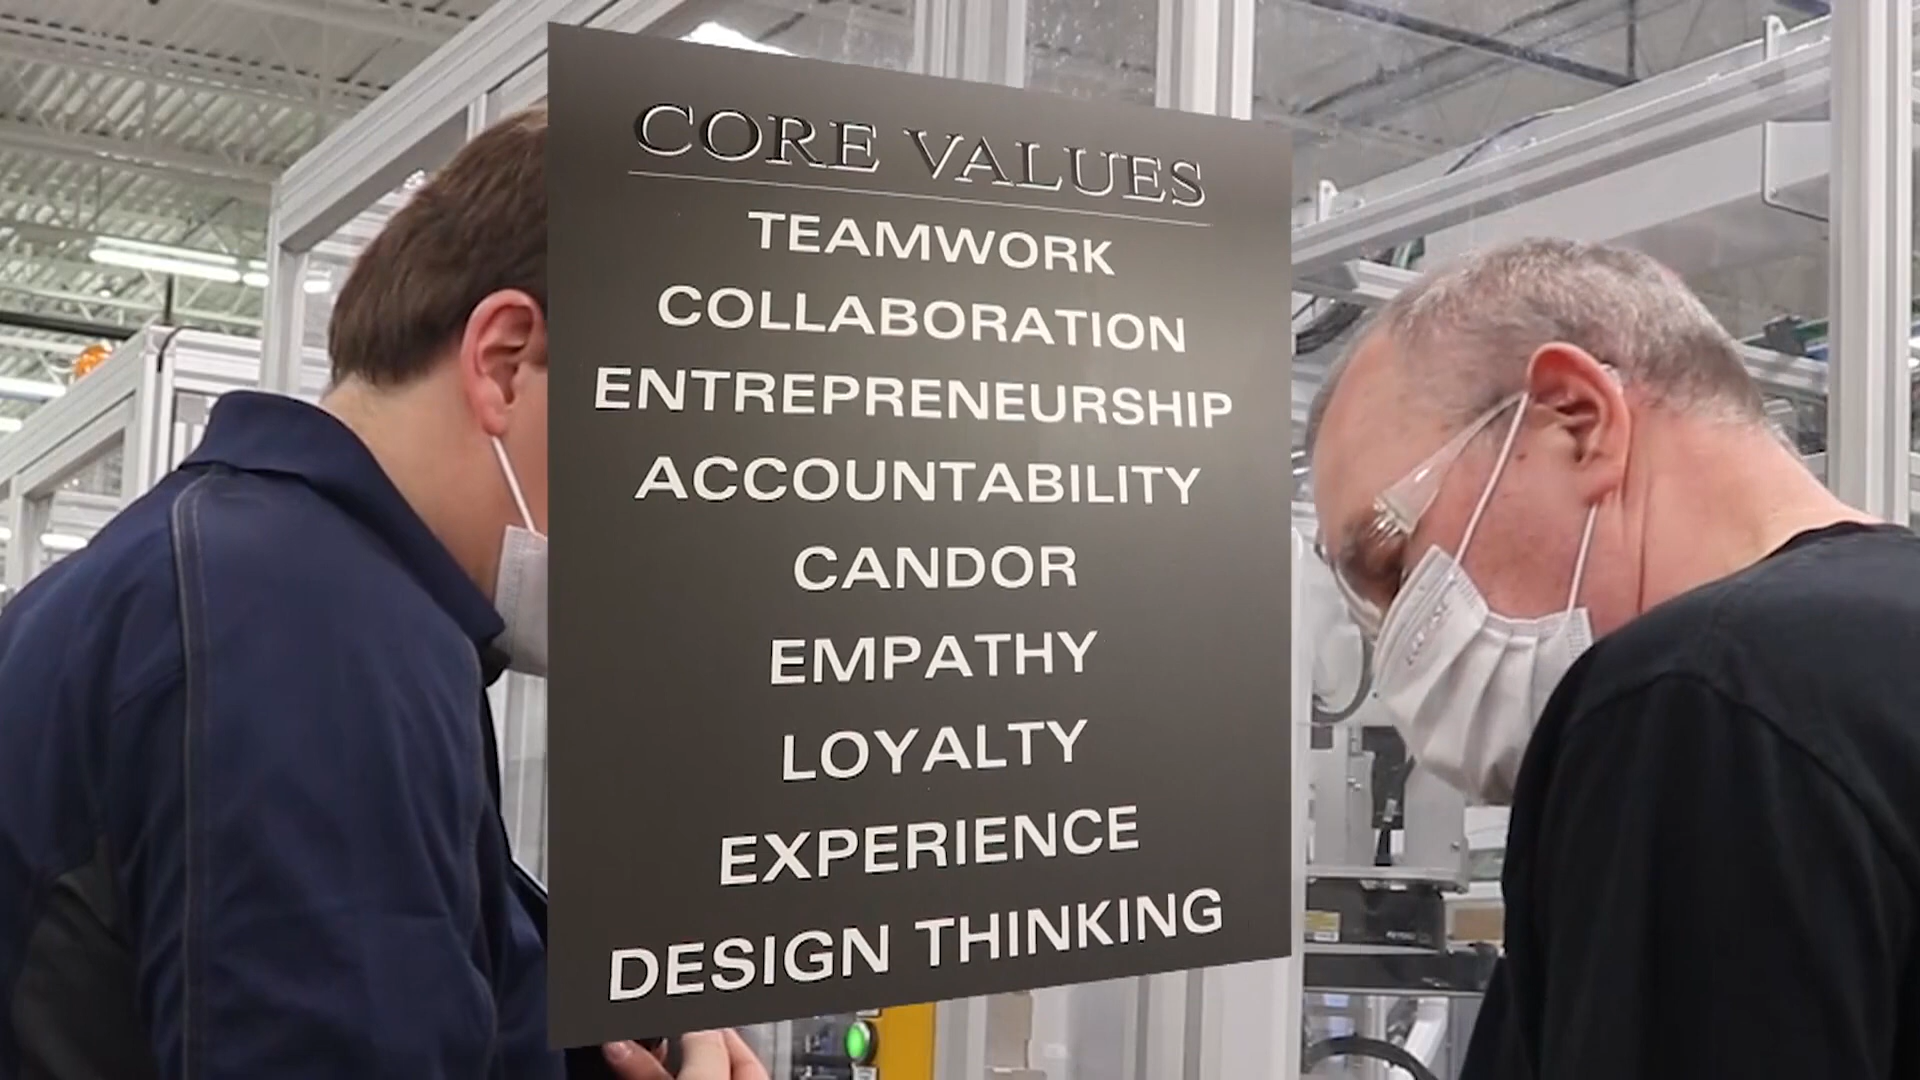 CORE VALUES
TEAMWORK
COLLABORATION
ENTREPRENEURSHIP
ACCOUNTABILITY
CANDOR
EMPATHY
LOYALTY
EXPERIENCE
DESIGN THINKING